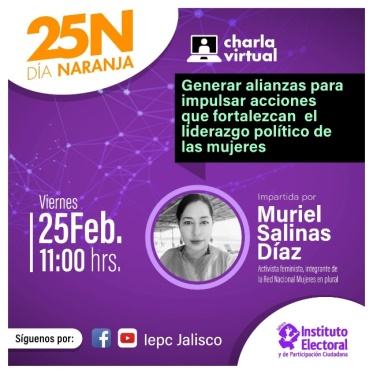 25N
DÍA NARANJA
charla
virtual
Generar alianzas para
impulsar acciones
que fortalezcan el
liderazgo político de
las mujeres
Viernes
25Feb.
11:00 hrs.
Impartida por
Muriel
Salinas
Díaz
Activista feminista, integrante de
la Red Nacional Mujeres en plural
Síguenos por:
Iepc Jalisco
Instituto
Electoral
y de Participación Ciudadana